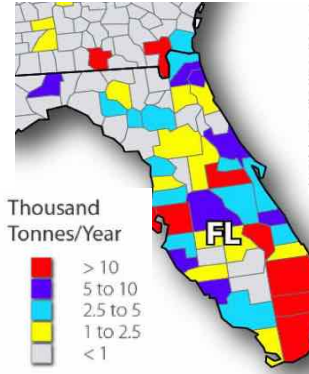 FL
Thousand
Tonnes/Year
> 10
5 to 10
2.5 to 5
1 to 2.5
< 1